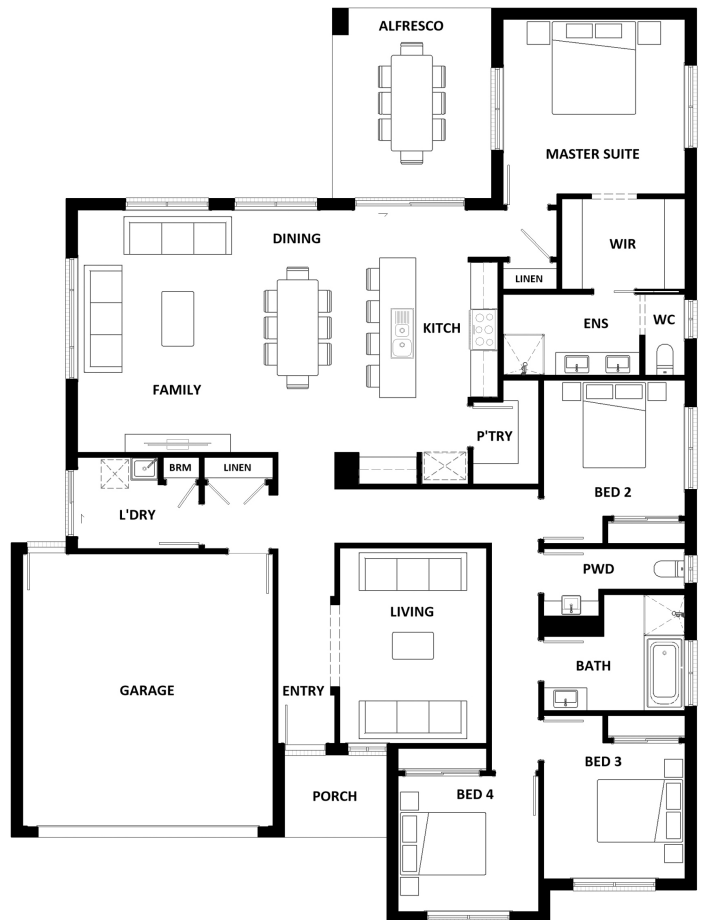 ALFRESCO
MASTER SUITE
DINING
WIR
LINEN
KITCH
ENS
WC
FAMILY
P'TRY
BRM
LINEN
BED 2
L'DRY
PWD
LIVING
BATH
GARAGE
ENTRY
BED 3
PORCH
BED 4